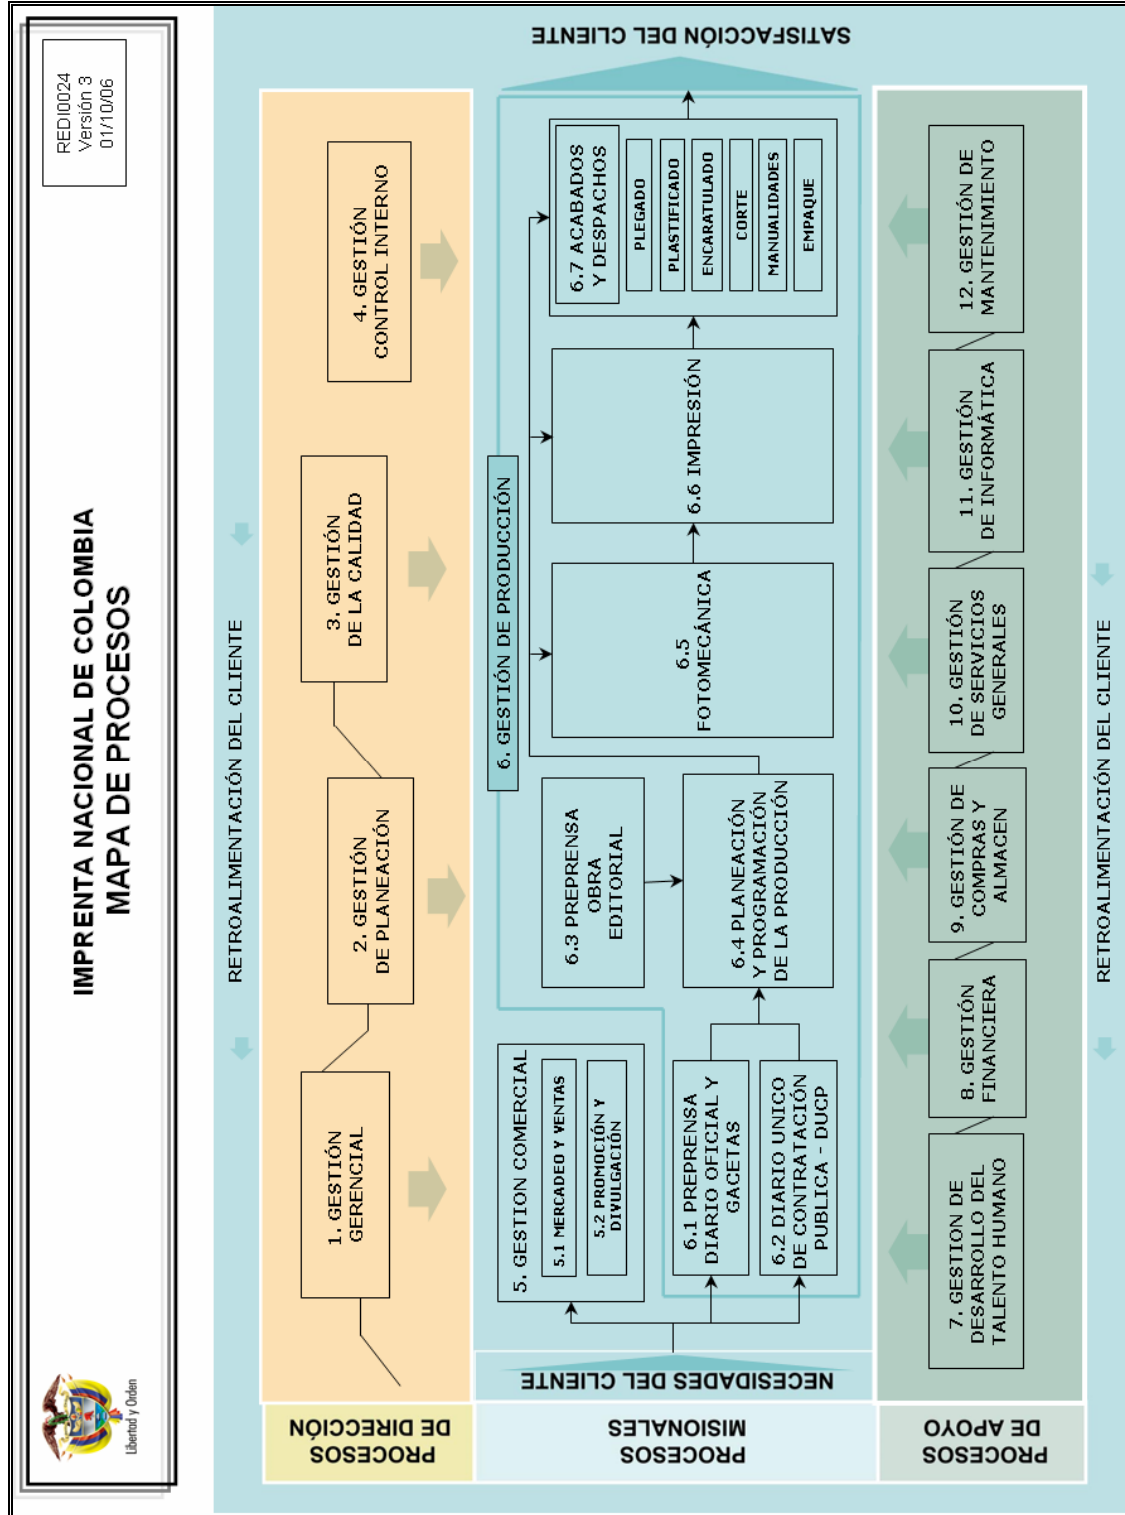 IMPRENTA NACIONAL DE COLOMBIA
MAPA DE PROCESOS
REDI0024
Versión 3
01/10/06
Libertad y Orden
RETROALIMENTACIÓN DEL CLIENTE
PROCESOS
DE DIRECCIÓN
1. GESTIÓN
GERENCIAL
2. GESTIÓN
DE PLANEACIÓN
3. GESTIÓN
DE LA CALIDAD
4. GESTIÓN
CONTROL INTERNO
PROCESOS
MISIONALES
NECESIDADES DEL CLIENTE
5. GESTION COMERCIAL
5.1 MERCADEO Y VENTAS
5.2 PROMOCIÓN Y
DIVULGACIÓN
6. GESTIÓN DE PRODUCCIÓN
6.1 PREPRENSA
DIARIO OFICIAL Y
GACETAS
6.2 DIARIO UNICO
DE CONTRATACIÓN
PUBLICA - DUCP
6.3 PREPRENSA
OBRA
EDITORIAL
6.4 PLANEACIÓN
Y PROGRAMACIÓN
DE LA PRODUCCIÓN
6.5
FOTOMECÁNICA
6.6 IMPRESIÓN
6.7 ACABADOS
Y DESPACHOS
PLEGADO
PLASTIFICADO
ENCARATULADO
CORTE
MANUALIDADES
EMPAQUE
SATISFACCIÓN DEL CLIENTE
PROCESOS
DE APOYO
7. GESTION DE
DESARROLLO DEL
TALENTO HUMANO
8. GESTIÓN
FINANCIERA
9. GESTIÓN DE
COMPRAS Y
ALMACEN
10. GESTIÓN
DE SERVICIOS
GENERALES
11. GESTIÓN
DE INFORMÁTICA
12. GESTIÓN DE
MANTENIMIENTO
RETROALIMENTACIÓN DEL CLIENTE